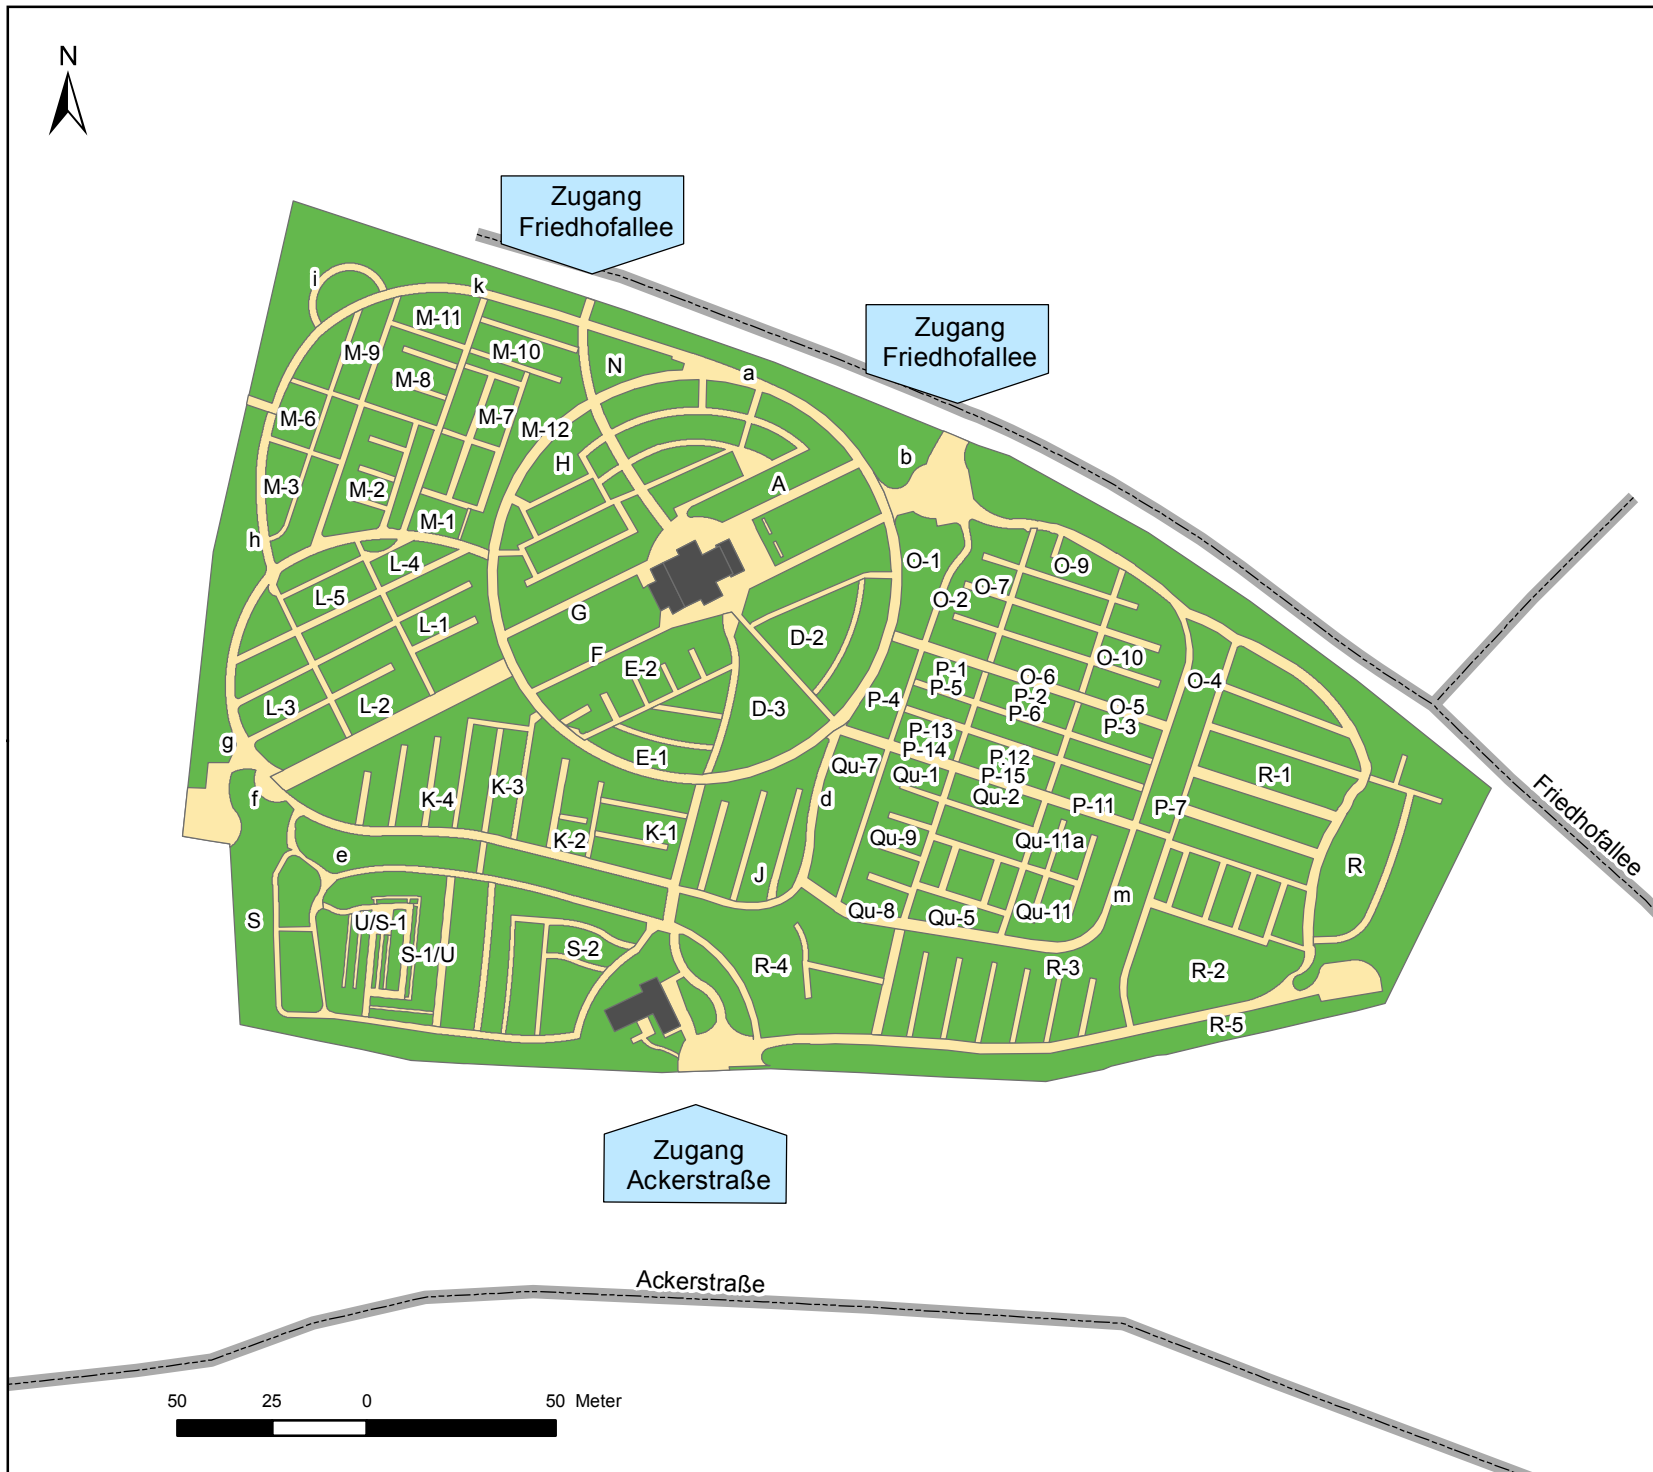 N
Zugang
Friedhofallee
Zugang
Friedhofallee
i
k
M-11
M-10
M-9
N
a
M-8
M-7
M-6
M-12
b
H
A
M-3
M-2
M-1
h
L-4
O-1
O-9
L-5
O-7
O-2
G
L-1
D-2
F
E-2
O-10
P-1
O-6
O-4
P-5
P-2
L-3
L-2
D-3
P-4
P-6
O-5
P-3
g
P-13
P-14
E-1
P-12
Qu-7
Qu-1
P-15
R-1
f
K-4
K-3
d
Qu-2
P-11
P-7
K-2
K-1
Qu-9
Qu-11a
e
J
R
Friedhofallee
m
S
U/S-1
Qu-8
Qu-5
Qu-11
S-1/U
S-2
R-4
R-3
R-2
R-5
Zugang
Ackerstraße
Ackerstraße
50 25 0 50 Meter